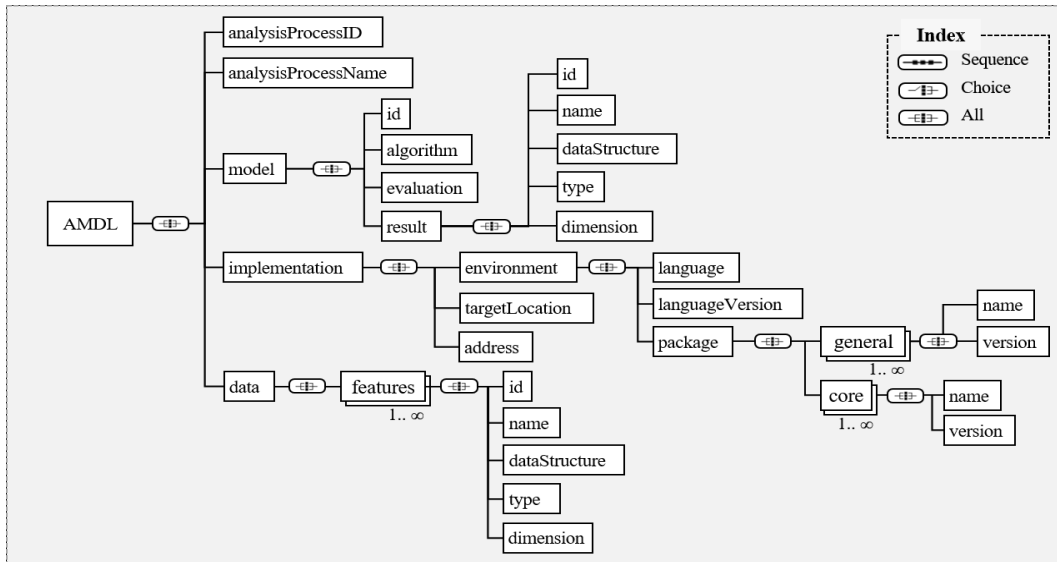 analysisProcessID
analysisProcessName
model
id
algorithm
evaluation
result
id
name
dataStructure
type
dimension
AMDL
implementation
environment
targetLocation
address
language
languageVersion
package
general
1.. ∞
name
version
core
1.. ∞
name
version
data
features
1.. ∞
id
name
dataStructure
type
dimension
Index
Sequence
Choice
All